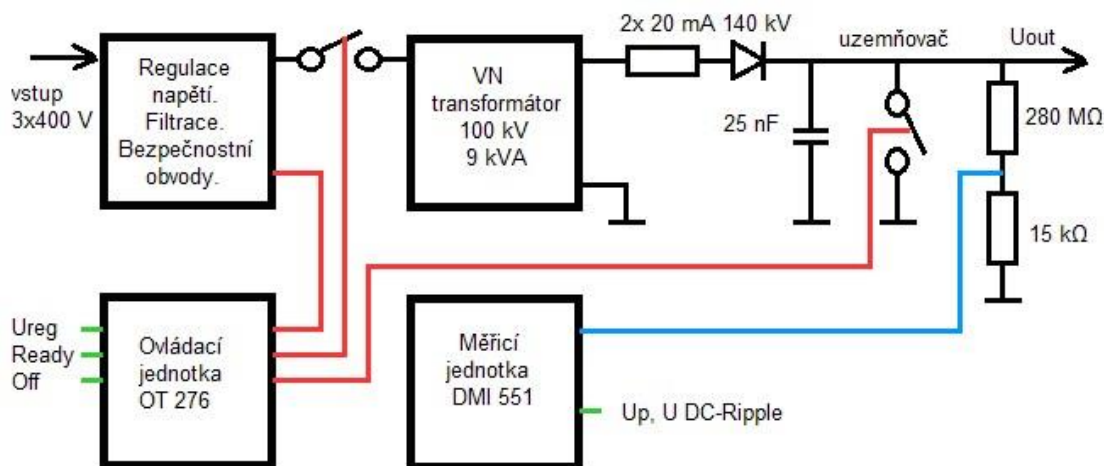 2x 20 mA 140 kV
uzemňovač
Uout
vstup
3x400 V
Regulace
napětí.
Filtrace.
Bezpečnostní
obvody.
VN
transformátor
100 kV
9 kVA
25 nF
280 MΩ
15 kΩ
Ureg
Ready
Off
Ovládací
jednotka
OT 276
Měřicí
jednotka
DMI 551
Up, U DC-Ripple